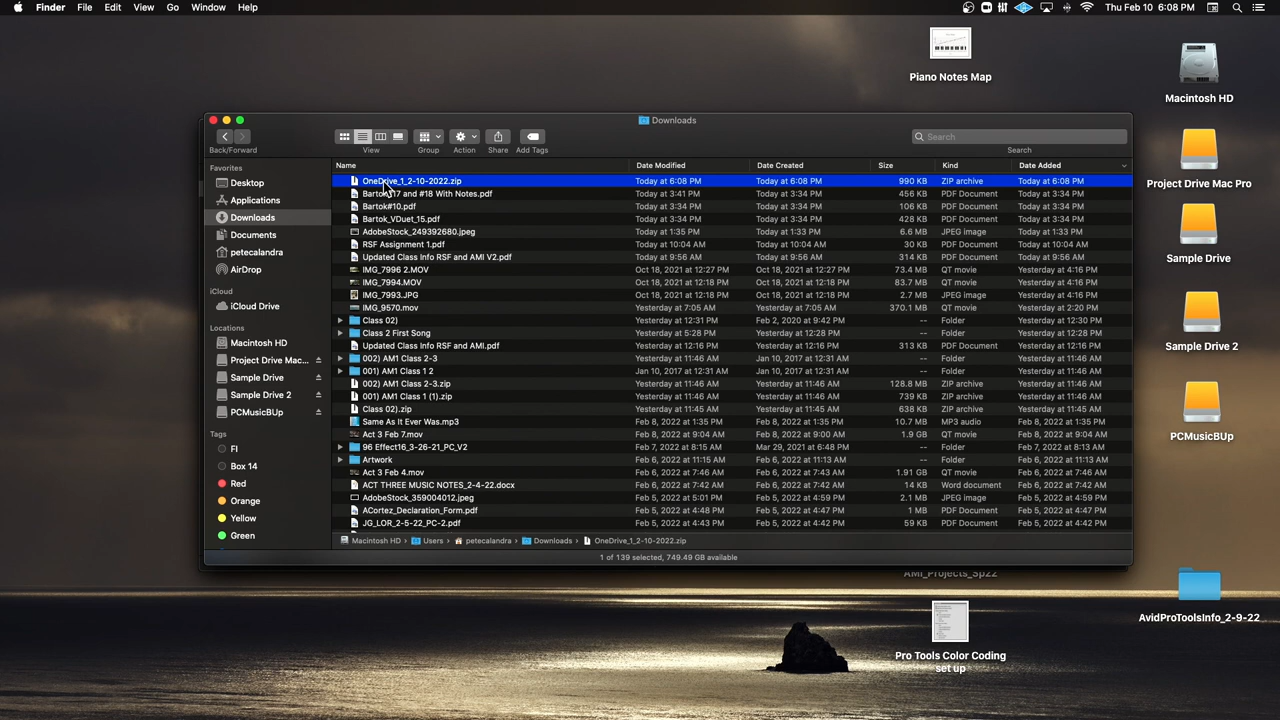 Finder File Edit View Go Window Help Thu Feb 10 6:08 PM
Piano Notes Map
Macintosh HD
Project Drive Mac Pro
Sample Drive
Sample Drive 2
PCMusicBUp
AMI_Projects_Sp22
AvidProToolsInfo_2-9-22
Pro Tools Color Coding
set up
Downloads
Search
Back/Forward View Group Action Share Add Tags Search
Favorites
Desktop
Applications
Downloads
Documents
petecalandra
AirDrop
iCloud
iCloud Drive
Locations
Macintosh HD
Project Drive Mac...
Sample Drive
Sample Drive 2
PCMusicBUp
Tags
FI
Box 14
Red
Orange
Yellow
Green
Name Date Modified Date Created Size Kind Date Added
OneDrive_1_2-10-2022.zip Today at 6:08 PM Today at 6:08 PM 990 KB ZIP archive Today at 6:08 PM
#17 and #18 With Notes.pdf Today at 3:41 PM Today at 3:41 PM 456 KB PDF Document Today at 3:41 PM
Bartok#10.pdf Today at 3:34 PM Today at 3:34 PM 106 KB PDF Document Today at 3:34 PM
Bartok_VDuet_15.pdf Today at 3:34 PM Today at 3:34 PM 428 KB PDF Document Today at 3:34 PM
AdobeStock_249392680.jpeg Today at 1:35 PM Today at 1:33 PM 6.6 MB JPEG image Today at 1:33 PM
RSF Assignment 1.pdf Today at 10:04 AM Today at 10:04 AM 30 KB PDF Document Today at 10:04 AM
Updated Class Info RSF and AMI V2.pdf Today at 9:56 AM Today at 9:56 AM 314 KB PDF Document Today at 9:56 AM
IMG_7996 2.MOV Oct 18, 2021 at 12:27 PM Oct 18, 2021 at 12:27 PM 73.4 MB QT movie Yesterday at 4:16 PM
IMG_7994.MOV Oct 18, 2021 at 12:18 PM Oct 18, 2021 at 12:18 PM 83.7 MB QT movie Yesterday at 4:16 PM
IMG_7993.JPG Oct 18, 2021 at 12:18 PM Oct 18, 2021 at 12:18 PM 2.7 MB JPEG image Yesterday at 4:16 PM
IMG_9570.mov Yesterday at 7:05 AM Yesterday at 7:05 AM 370.1 MB QT movie Yesterday at 2:20 PM
Class 02] Yesterday at 12:31 PM Feb 2, 2020 at 9:42 PM -- Folder Yesterday at 12:30 PM
Class 2 First Song Yesterday at 5:28 PM Yesterday at 12:28 PM -- Folder Yesterday at 12:28 PM
Updated Class Info RSF and AMI.pdf Yesterday at 12:16 PM Yesterday at 12:16 PM 313 KB PDF Document Yesterday at 12:16 PM
002) AM1 Class 2-3 Yesterday at 11:46 AM Jan 10, 2017 at 12:31 AM -- Folder Yesterday at 11:46 AM
001) AM1 Class 1 2 Jan 10, 2017 at 12:31 AM Jan 10, 2017 at 12:31 AM -- Folder Yesterday at 11:46 AM
002) AM1 Class 2-3.zip Yesterday at 11:46 AM Yesterday at 11:46 AM 128.8 MB ZIP archive Yesterday at 11:46 AM
001) AM1 Class 1 (1).zip Yesterday at 11:46 AM Yesterday at 11:46 AM 739 KB ZIP archive Yesterday at 11:46 AM
Class 02).zip Yesterday at 11:45 AM Yesterday at 11:45 AM 638 KB ZIP archive Yesterday at 11:45 AM
Same As It Ever Was.mp3 Feb 8, 2022 at 1:35 PM Feb 8, 2022 at 1:35 PM 10.7 MB MP3 audio Feb 8, 2022 at 1:35 PM
Act 3 Feb 7.mov Feb 8, 2022 at 9:04 AM Feb 8, 2022 at 9:00 AM 1.9 GB QT movie Feb 8, 2022 at 9:04 AM
96 Effect16_3-26-21_PC_V2 Feb 7, 2022 at 8:15 AM Mar 29, 2021 at 6:48 PM -- Folder Feb 7, 2022 at 8:13 AM
Artwork Feb 6, 2022 at 11:15 AM Feb 6, 2022 at 11:13 AM -- Folder Feb 6, 2022 at 11:13 AM
Act 3 Feb 4.mov Feb 6, 2022 at 7:46 AM Feb 6, 2022 at 7:43 AM 1.91 GB QT movie Feb 6, 2022 at 7:46 AM
ACT THREE MUSIC NOTES_2-4-22.docx Feb 6, 2022 at 7:42 AM Feb 6, 2022 at 7:42 AM 14 KB Word document Feb 6, 2022 at 7:42 AM
AdobeStock_359004012.jpeg Feb 5, 2022 at 5:01 PM Feb 5, 2022 at 4:59 PM 2.1 MB JPEG image Feb 5, 2022 at 4:59 PM
ACortez_Declaration_Form.pdf Feb 5, 2022 at 4:48 PM Feb 5, 2022 at 4:47 PM 1 MB PDF Document Feb 5, 2022 at 4:47 PM
JG_LOR_2-5-22_PC-2.pdf Feb 5, 2022 at 4:43 PM Feb 5, 2022 at 4:42 PM 59 KB PDF Document Feb 5, 2022 at 4:42 PM
Macintosh HD › Users › petecalandra › Downloads › OneDrive_1_2-10-2022.zip
1 of 139 selected, 749.49 GB available